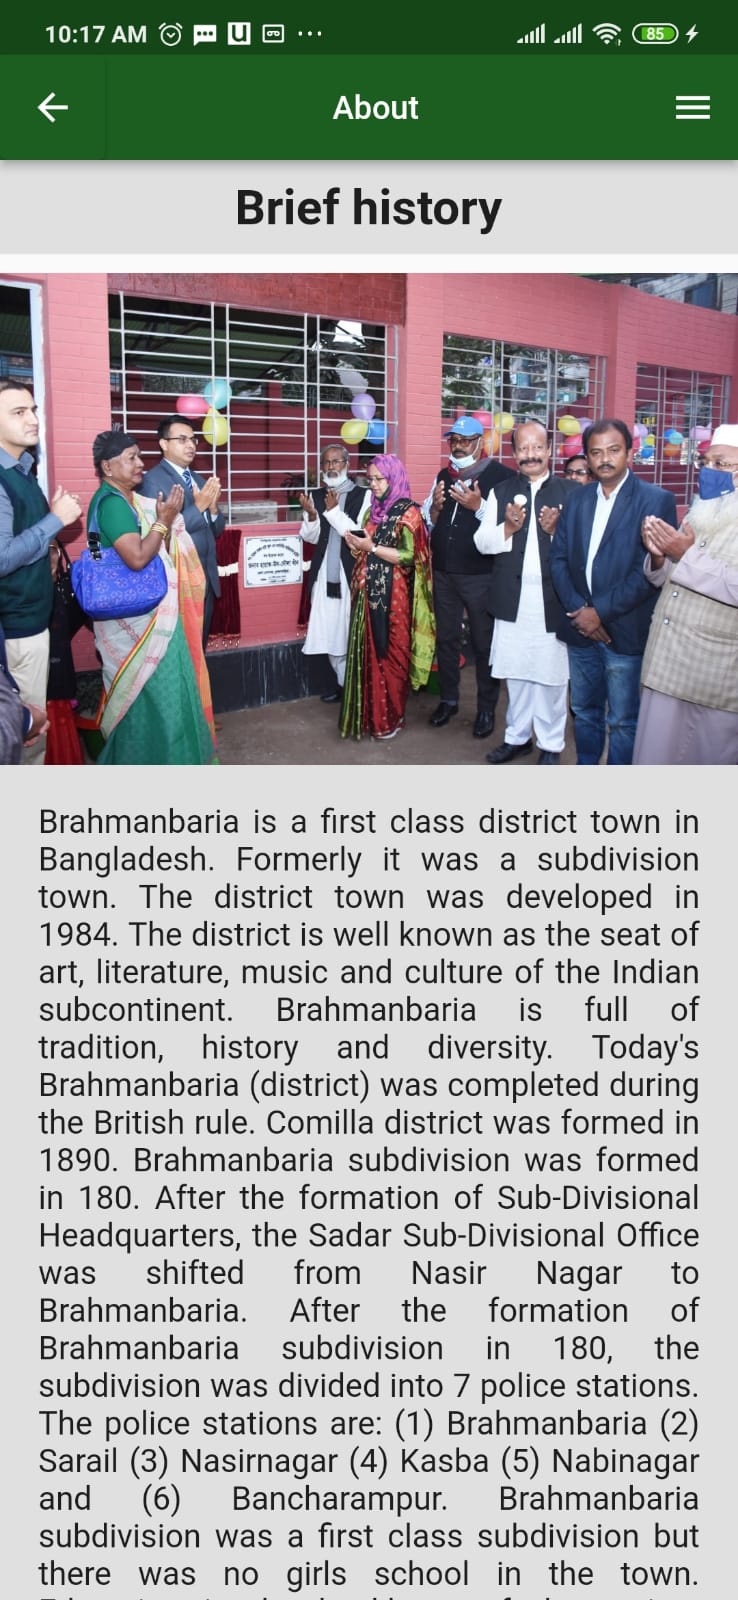 10:17 AM
85
About
Brief history
Brahmanbaria is a first class district town in
Bangladesh. Formerly it was a subdivision
town. The district town was developed in
1984. The district is well known as the seat of
art, literature, music and culture of the Indian
subcontinent. Brahmanbaria is full of
tradition, history and diversity. Today's
Brahmanbaria (district) was completed during
the British rule. Comilla district was formed in
1890. Brahmanbaria subdivision was formed
in 180. After the formation of Sub-Divisional
Headquarters, the Sadar Sub-Divisional Office
was shifted from Nasir Nagar to
Brahmanbaria. After the formation of
Brahmanbaria subdivision in 180, the
subdivision was divided into 7 police stations.
The police stations are: (1) Brahmanbaria (2)
Sarail (3) Nasirnagar (4) Kasba (5) Nabinagar
and (6) Bancharampur. Brahmanbaria
subdivision was a first class subdivision but
there was no girls school in the town.